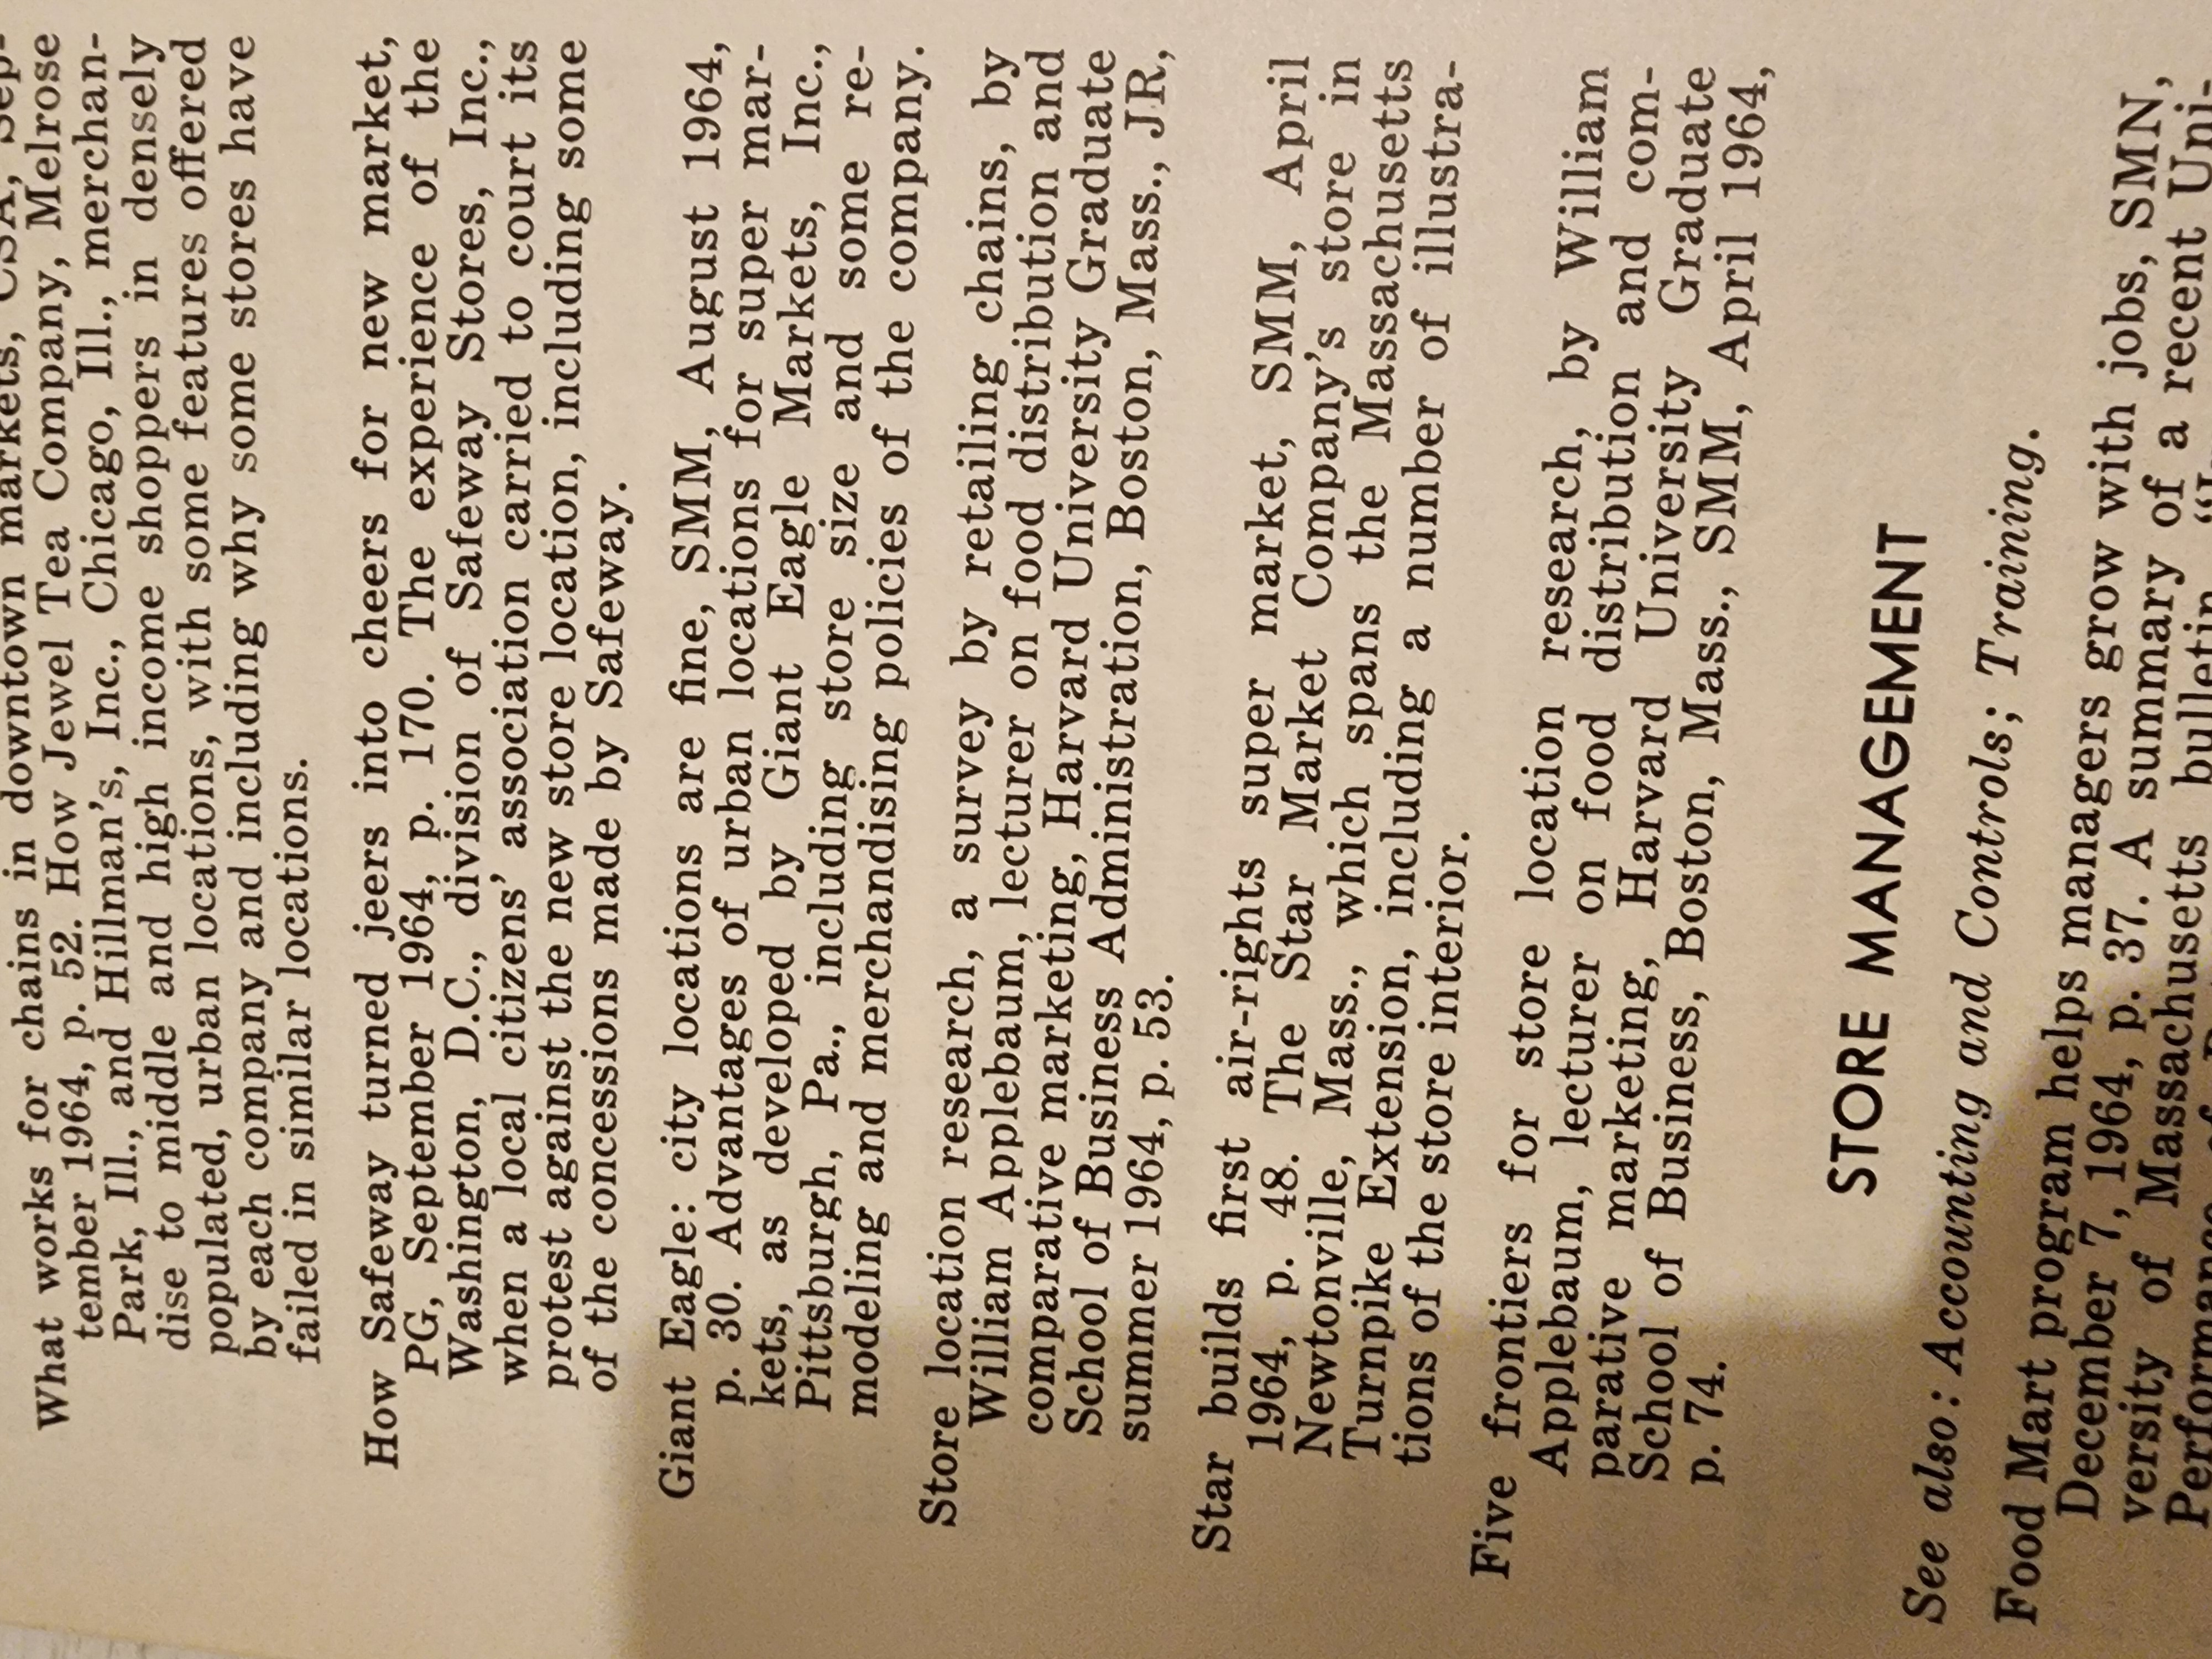 What works for chains in downtown markets, CSA, Sep-
tember 1964, p. 52. How Jewel Tea Company, Melrose
Park, Ill., and Hillman's, Inc., Chicago, Ill., merchan-
dise to middle and high income shoppers in densely
populated, urban locations, with some features offered
by each company and including why some stores have
failed in similar locations.
How Safeway turned jeers into cheers for new market,
PG, September 1964, p. 170. The experience of the
Washington, D.C., division of Safeway Stores, Inc.,
when a local citizens' association carried to court its
protest against the new store location, including some
of the concessions made by Safeway.
Giant Eagle: city locations are fine, SMM, August 1964,
p. 30. Advantages of urban locations for super mar-
kets, as developed by Giant Eagle Markets, Inc.,
Pittsburgh, Pa., including store size and some re-
modeling and merchandising policies of the company.
Store location research, a survey by retailing chains, by
William Applebaum, lecturer on food distribution and
comparative marketing, Harvard University Graduate
School of Business Administration, Boston, Mass., JR,
summer 1964, p. 53.
Star builds first air-rights super market, SMM, April
1964, p. 48. The Star Market Company's store in
Newtonville, Mass., which spans the Massachusetts
Turnpike Extension, including a number of illustra-
tions of the store interior.
Five frontiers for store location research, by William
Applebaum, lecturer on food distribution and com-
parative marketing, Harvard University Graduate
School of Business, Boston, Mass., SMM, April 1964,
p. 74.
STORE MANAGEMENT
See also: Accounting and Controls; Training.
Food Mart program helps managers grow with jobs, SMN,
December 7, 1964, p. 37. A summary of a recent Uni-
versity of Massachusetts bulletin,
Performance of